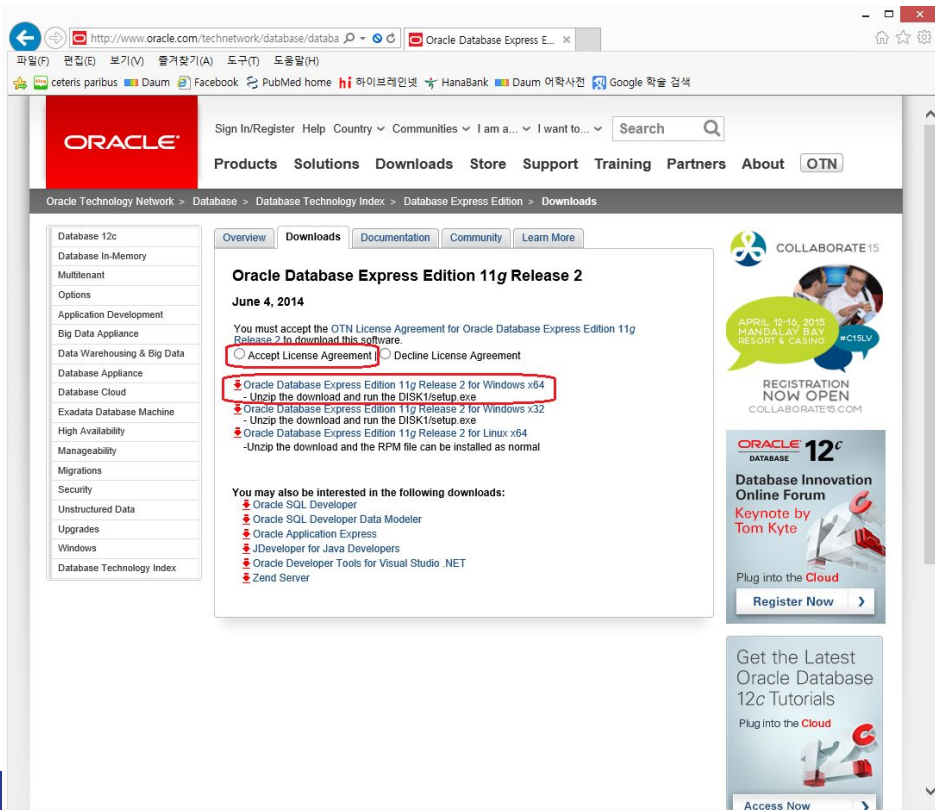 http://www.oracle.com/technetwork/database/databa
Oracle Database Express E...
파일(F) 편집(E) 보기(V) 즐겨찾기(A) 도구(T) 도움말(H)
ceteris paribus Daum Facebook PubMed home hi 하이브레인넷 HanaBank Daum 어학사전 Google 학술 검색
ORACLE
Sign In/Register Help Country Communities I am a... I want to... Search
Products Solutions Downloads Store Support Training Partners About OTN
Oracle Technology Network > Database > Database Technology Index > Database Express Edition > Downloads
Database 12c
Database In-Memory
Multitenant
Options
Application Development
Big Data Appliance
Data Warehousing & Big Data
Database Appliance
Database Cloud
Exadata Database Machine
High Availability
Manageability
Migrations
Security
Unstructured Data
Upgrades
Windows
Database Technology Index
Overview Downloads Documentation Community Learn More
Oracle Database Express Edition 11g Release 2
June 4, 2014
You must accept the OTN License Agreement for Oracle Database Express Edition 11g
Release 2 to download this software.
Accept License Agreement | Decline License Agreement
Oracle Database Express Edition 11g Release 2 for Windows x64
- Unzip the download and run the DISK1/setup.exe
Oracle Database Express Edition 11g Release 2 for Windows x32
- Unzip the download and run the DISK1/setup.exe
Oracle Database Express Edition 11g Release 2 for Linux x64
-Unzip the download and the RPM file can be installed as normal
You may also be interested in the following downloads:
Oracle SQL Developer
Oracle SQL Developer Data Modeler
Oracle Application Express
JDeveloper for Java Developers
Oracle Developer Tools for Visual Studio .NET
Zend Server
COLLABORATE15
APRIL 12-16, 2015
MANDALAY BAY
RESORT & CASINO
#C15LV
REGISTRATION
NOW OPEN
COLLABORATE15.COM
ORACLE
DATABASE
12c
Database Innovation
Online Forum
Keynote by
Tom Kyte
Plug into the Cloud
Register Now
Get the Latest
Oracle Database
12c Tutorials
Plug into the Cloud
Access Now